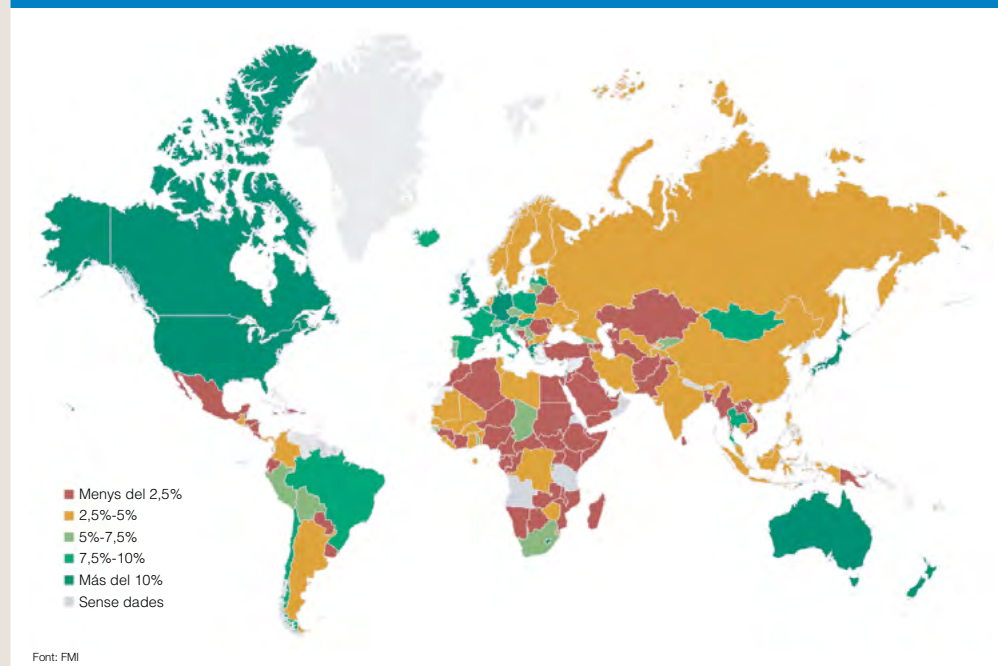 Menys del 2,5%
2,5%-5%
5%-7,5%
7,5%-10%
Más del 10%
Sense dades
Font: FMI